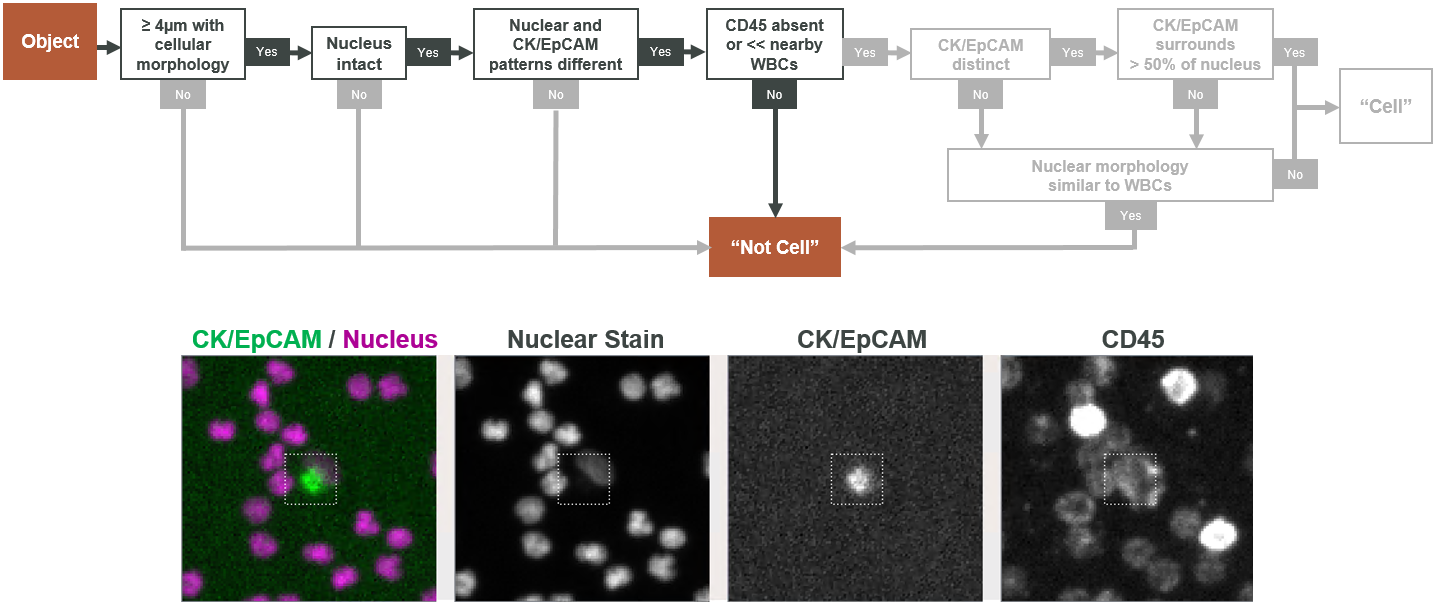 Object
≥ 4µm with
cellular
morphology
Yes
No
Nucleus
intact
Yes
No
Nuclear and
CK/EpCAM
patterns different
Yes
No
CD45 absent
or << nearby
WBCs
Yes
No
CK/EpCAM
distinct
Yes
No
CK/EpCAM
surrounds
> 50% of nucleus
Yes
No
“Cell”
Nuclear morphology
similar to WBCs
No
Yes
“Not Cell”
CK/EpCAM / Nucleus
Nuclear Stain
CK/EpCAM
CD45